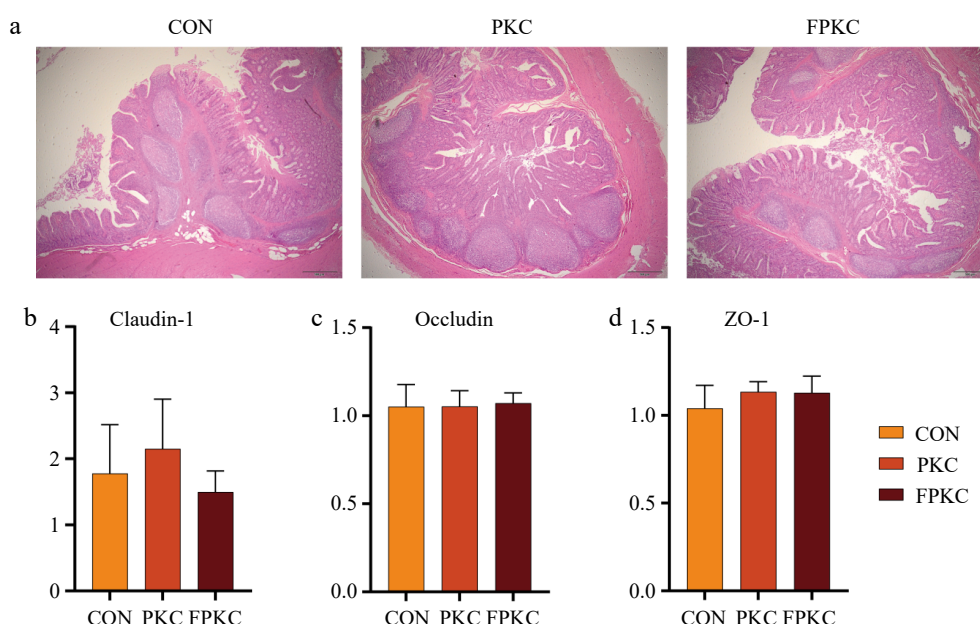 a
CON PKC FPKC
b Claudin-1
4
3
2
1
0
CON PKC FPKC
c Occludin
1.5
1.0
0.5
0.0
CON PKC FPKC
d ZO-1
1.5
1.0
0.5
0.0
CON PKC FPKC
CON
PKC
FPKC